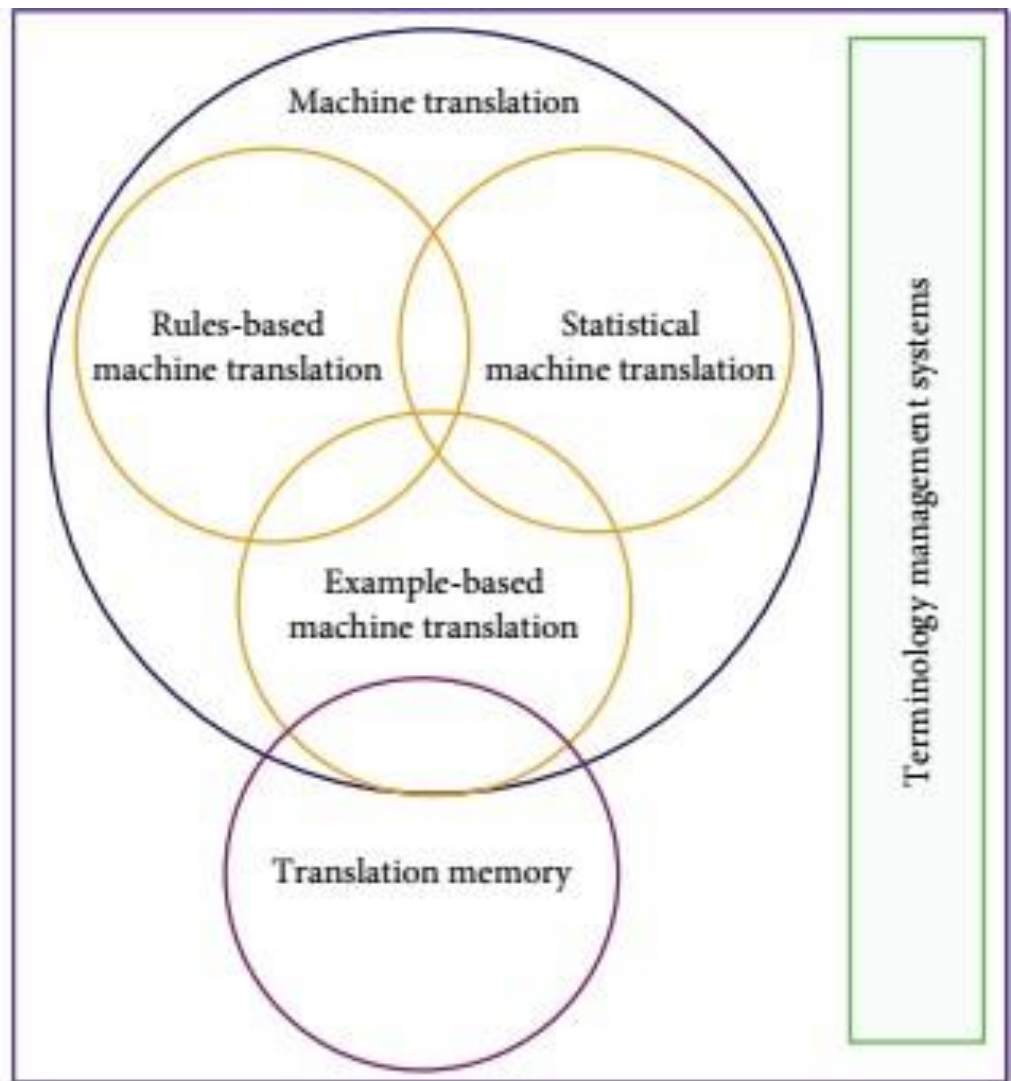 Machine translation
Rules-based
machine translation
Statistical
machine translation
Example-based
machine translation
Translation memory
Terminology management systems